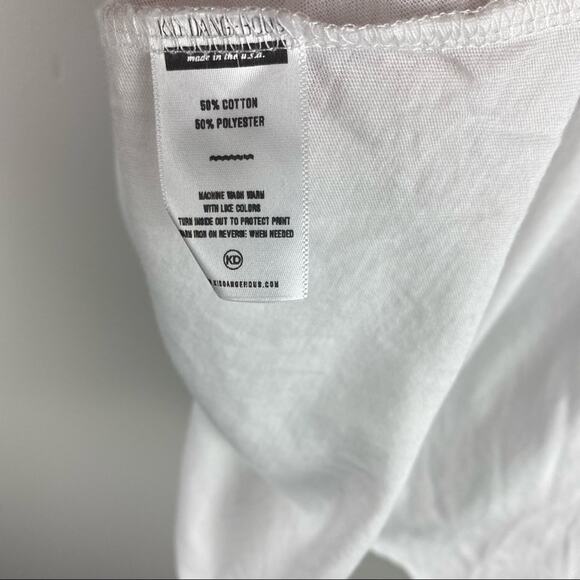 KID DANGEROUS
made in the u.s.a.
50% COTTON
50% POLYESTER
MACHINE WASH WARM
WITH LIKE COLORS
TURN INSIDE OUT TO PROTECT PRINT
IRON ON REVERSE WHEN NEEDED
KD
KIDDANGEROUS.COM